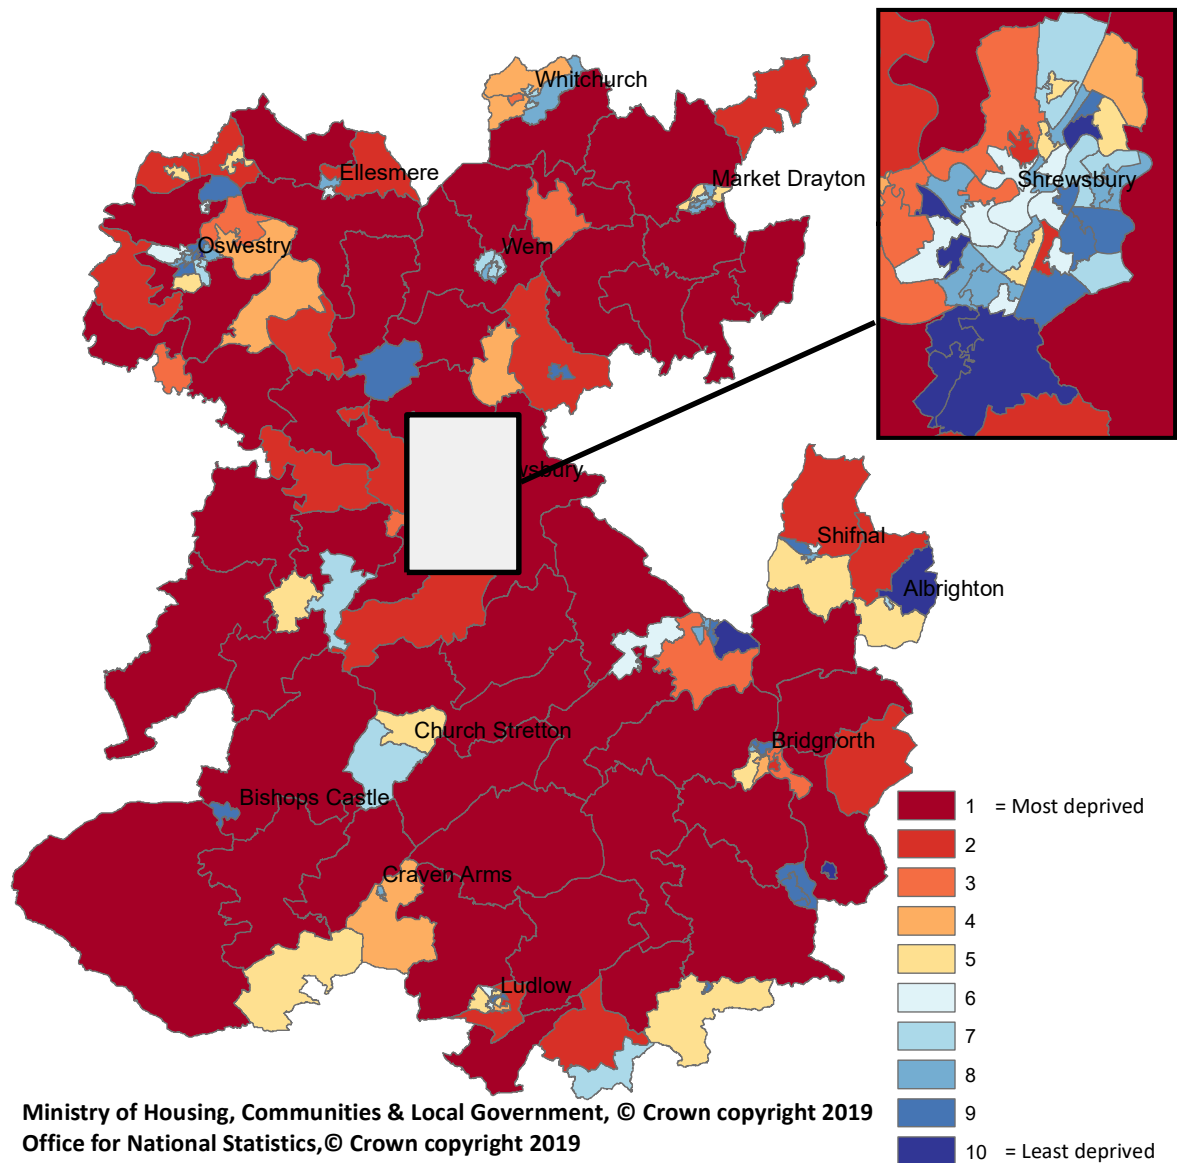 Whitchurch
Ellesmere
Market Drayton
Shrewsbury
Oswestry
Wem
wsbury
Shifnal
Albrighton
Church Stretton
Bridgnorth
Bishops Castle
1 = Most deprived
2
3
Craven Arms
4
5
Ludlow
6
7
8
9
10 = Least deprived
Ministry of Housing, Communities & Local Government, © Crown copyright 2019
Office for National Statistics,© Crown copyright 2019